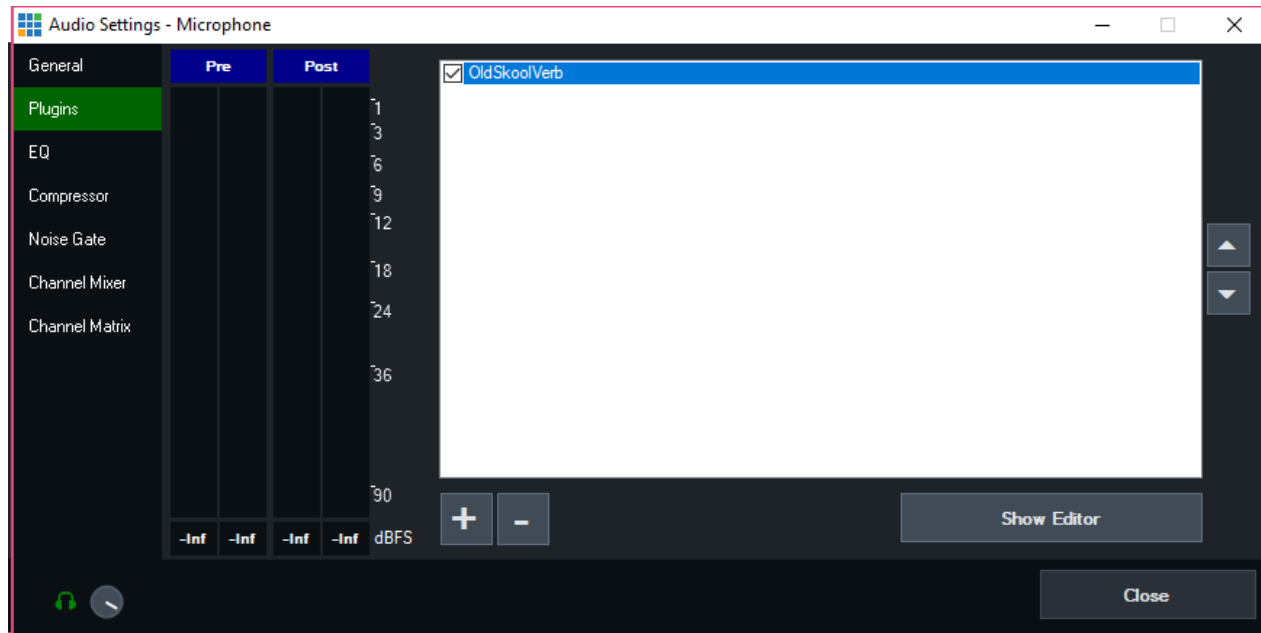 Audio Settings - Microphone
General
Plugins
EQ
Compressor
Noise Gate
Channel Mixer
Channel Matrix
Pre Post
1
3
6
9
12
18
24
36
90
-Inf -Inf -Inf -Inf dBFS
OldSkoolVerb
+ -
Show Editor
Close